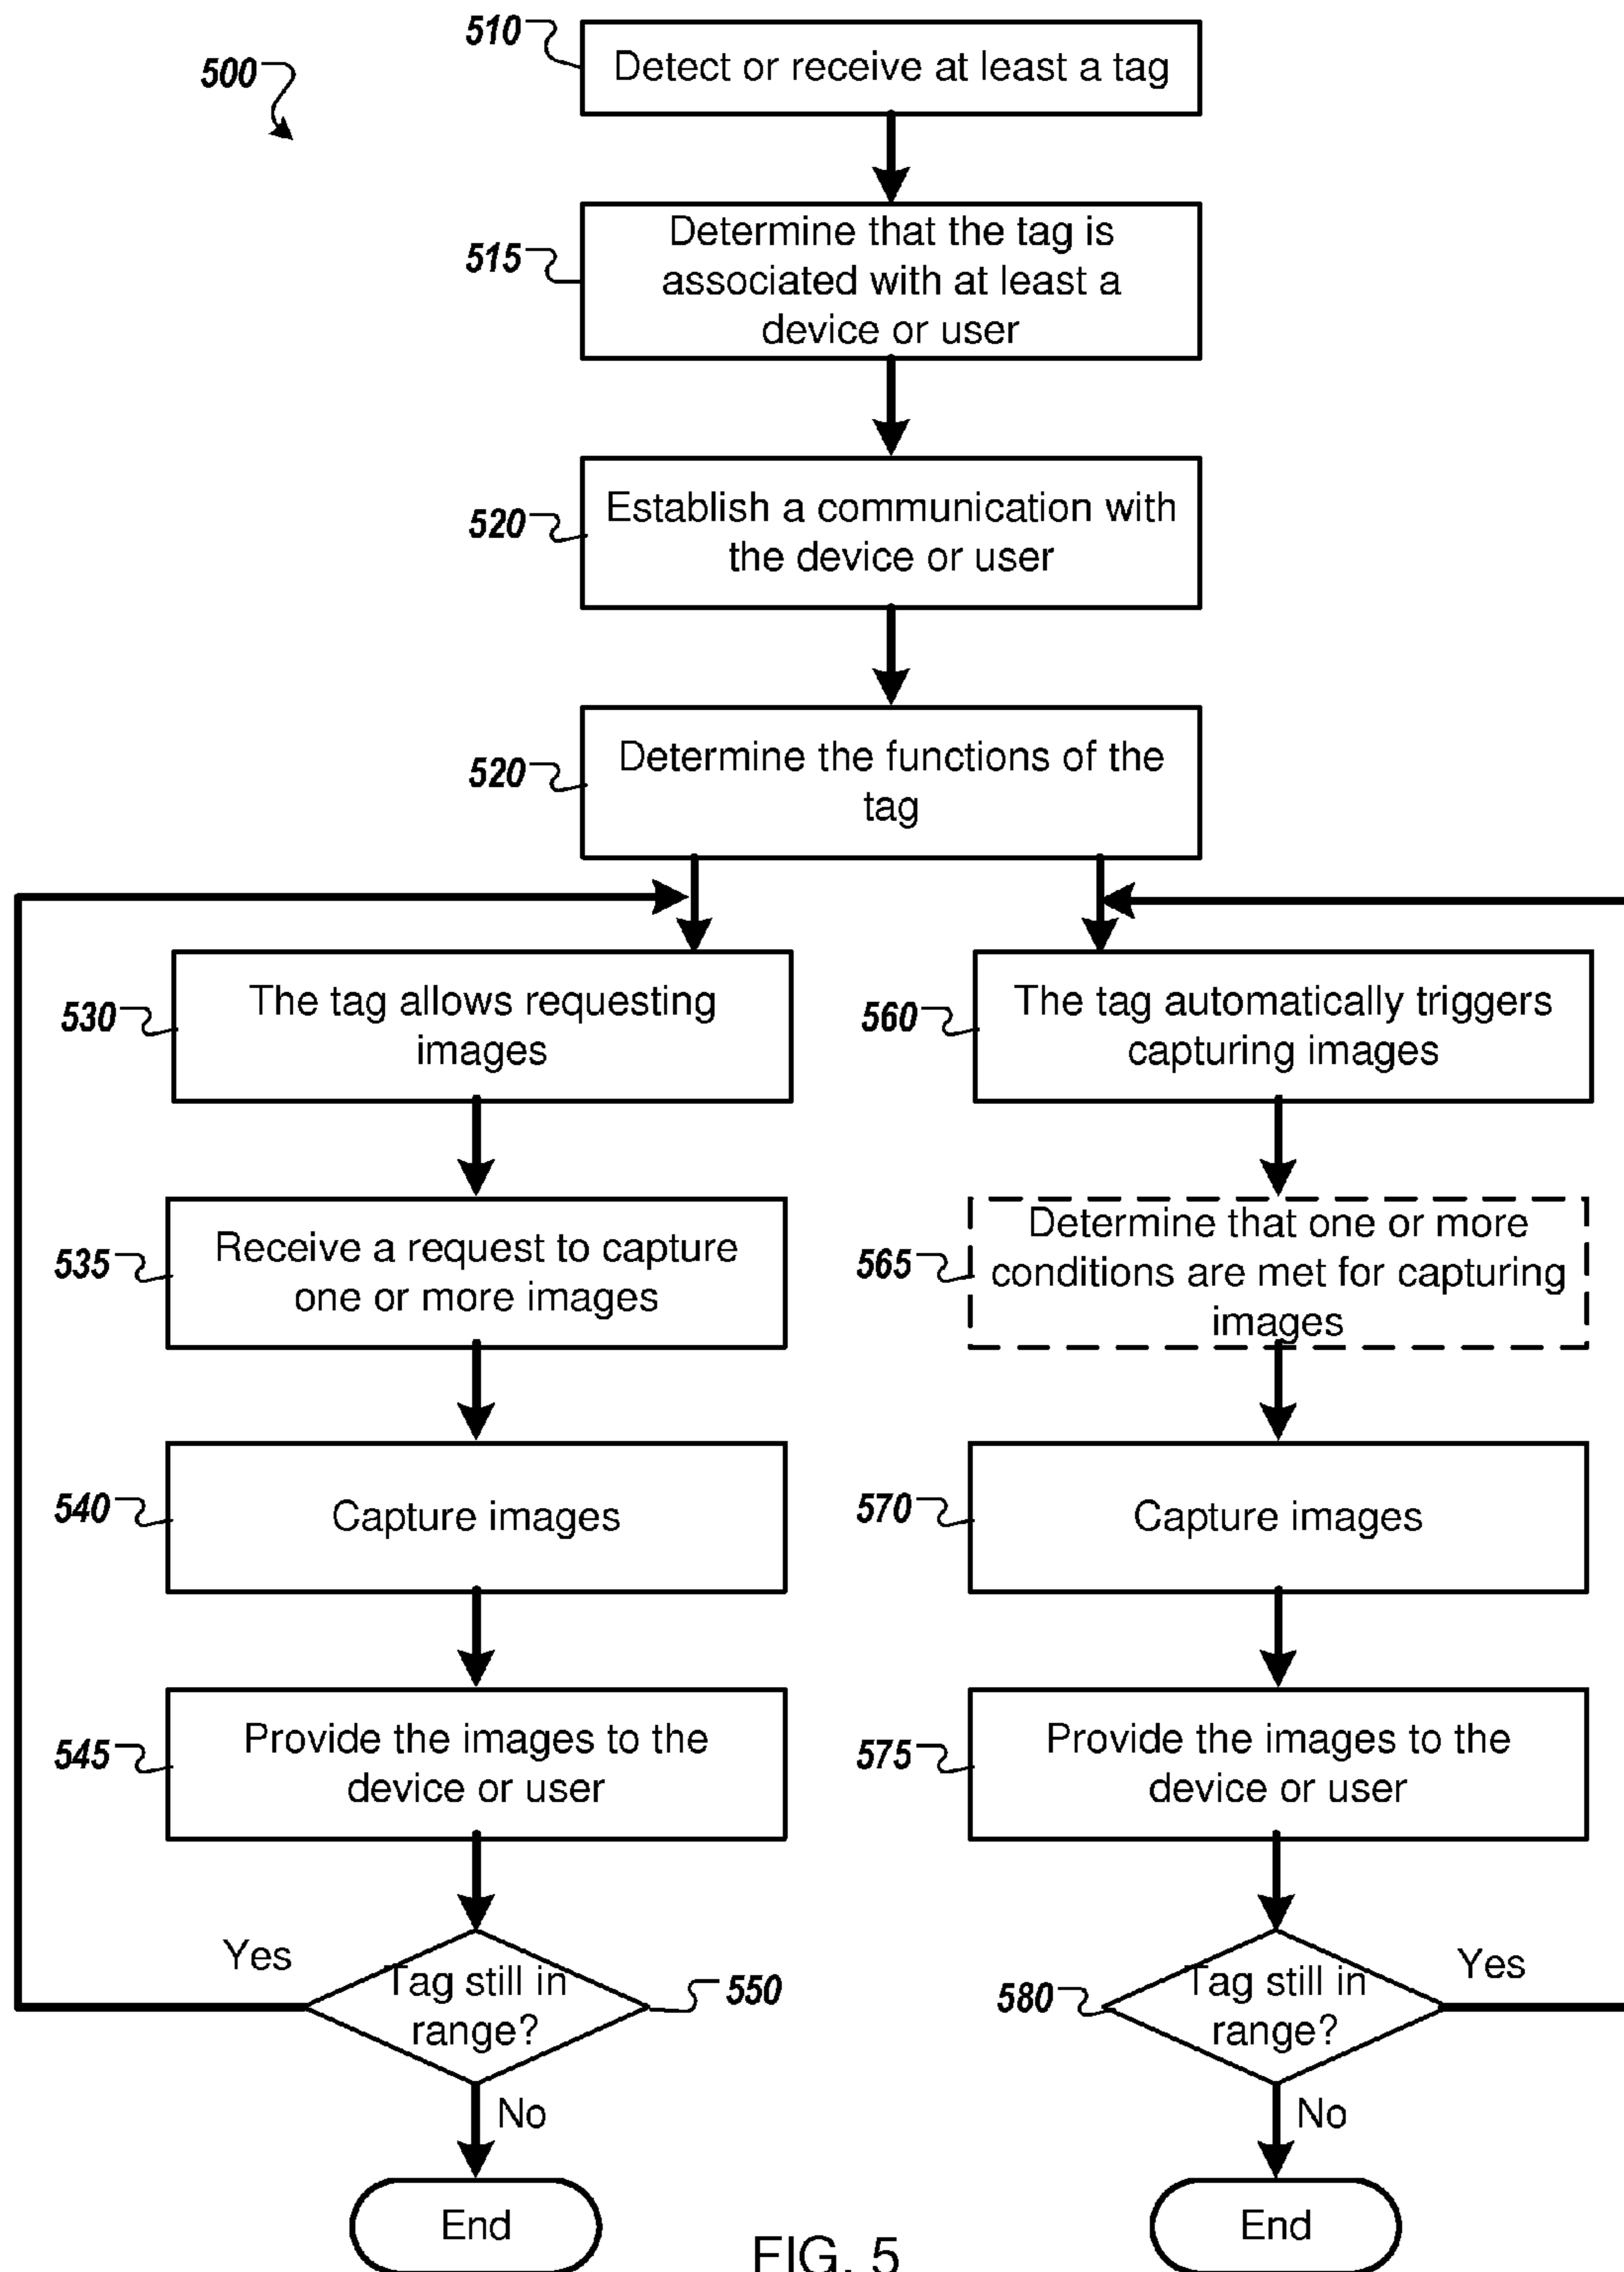 500
510
Detect or receive at least a tag
515
Determine that the tag is
associated with at least a
device or user
520
Establish a communication with
the device or user
520
Determine the functions of the
tag
530
The tag allows requesting
images
535
Receive a request to capture
one or more images
540
Capture images
545
Provide the images to the
device or user
Yes
Tag still in
range?
550
No
End
560
The tag automatically triggers
capturing images
565
Determine that one or more
conditions are met for capturing
images
570
Capture images
575
Provide the images to the
device or user
580
Tag still in
range?
Yes
No
End
FIG. 5